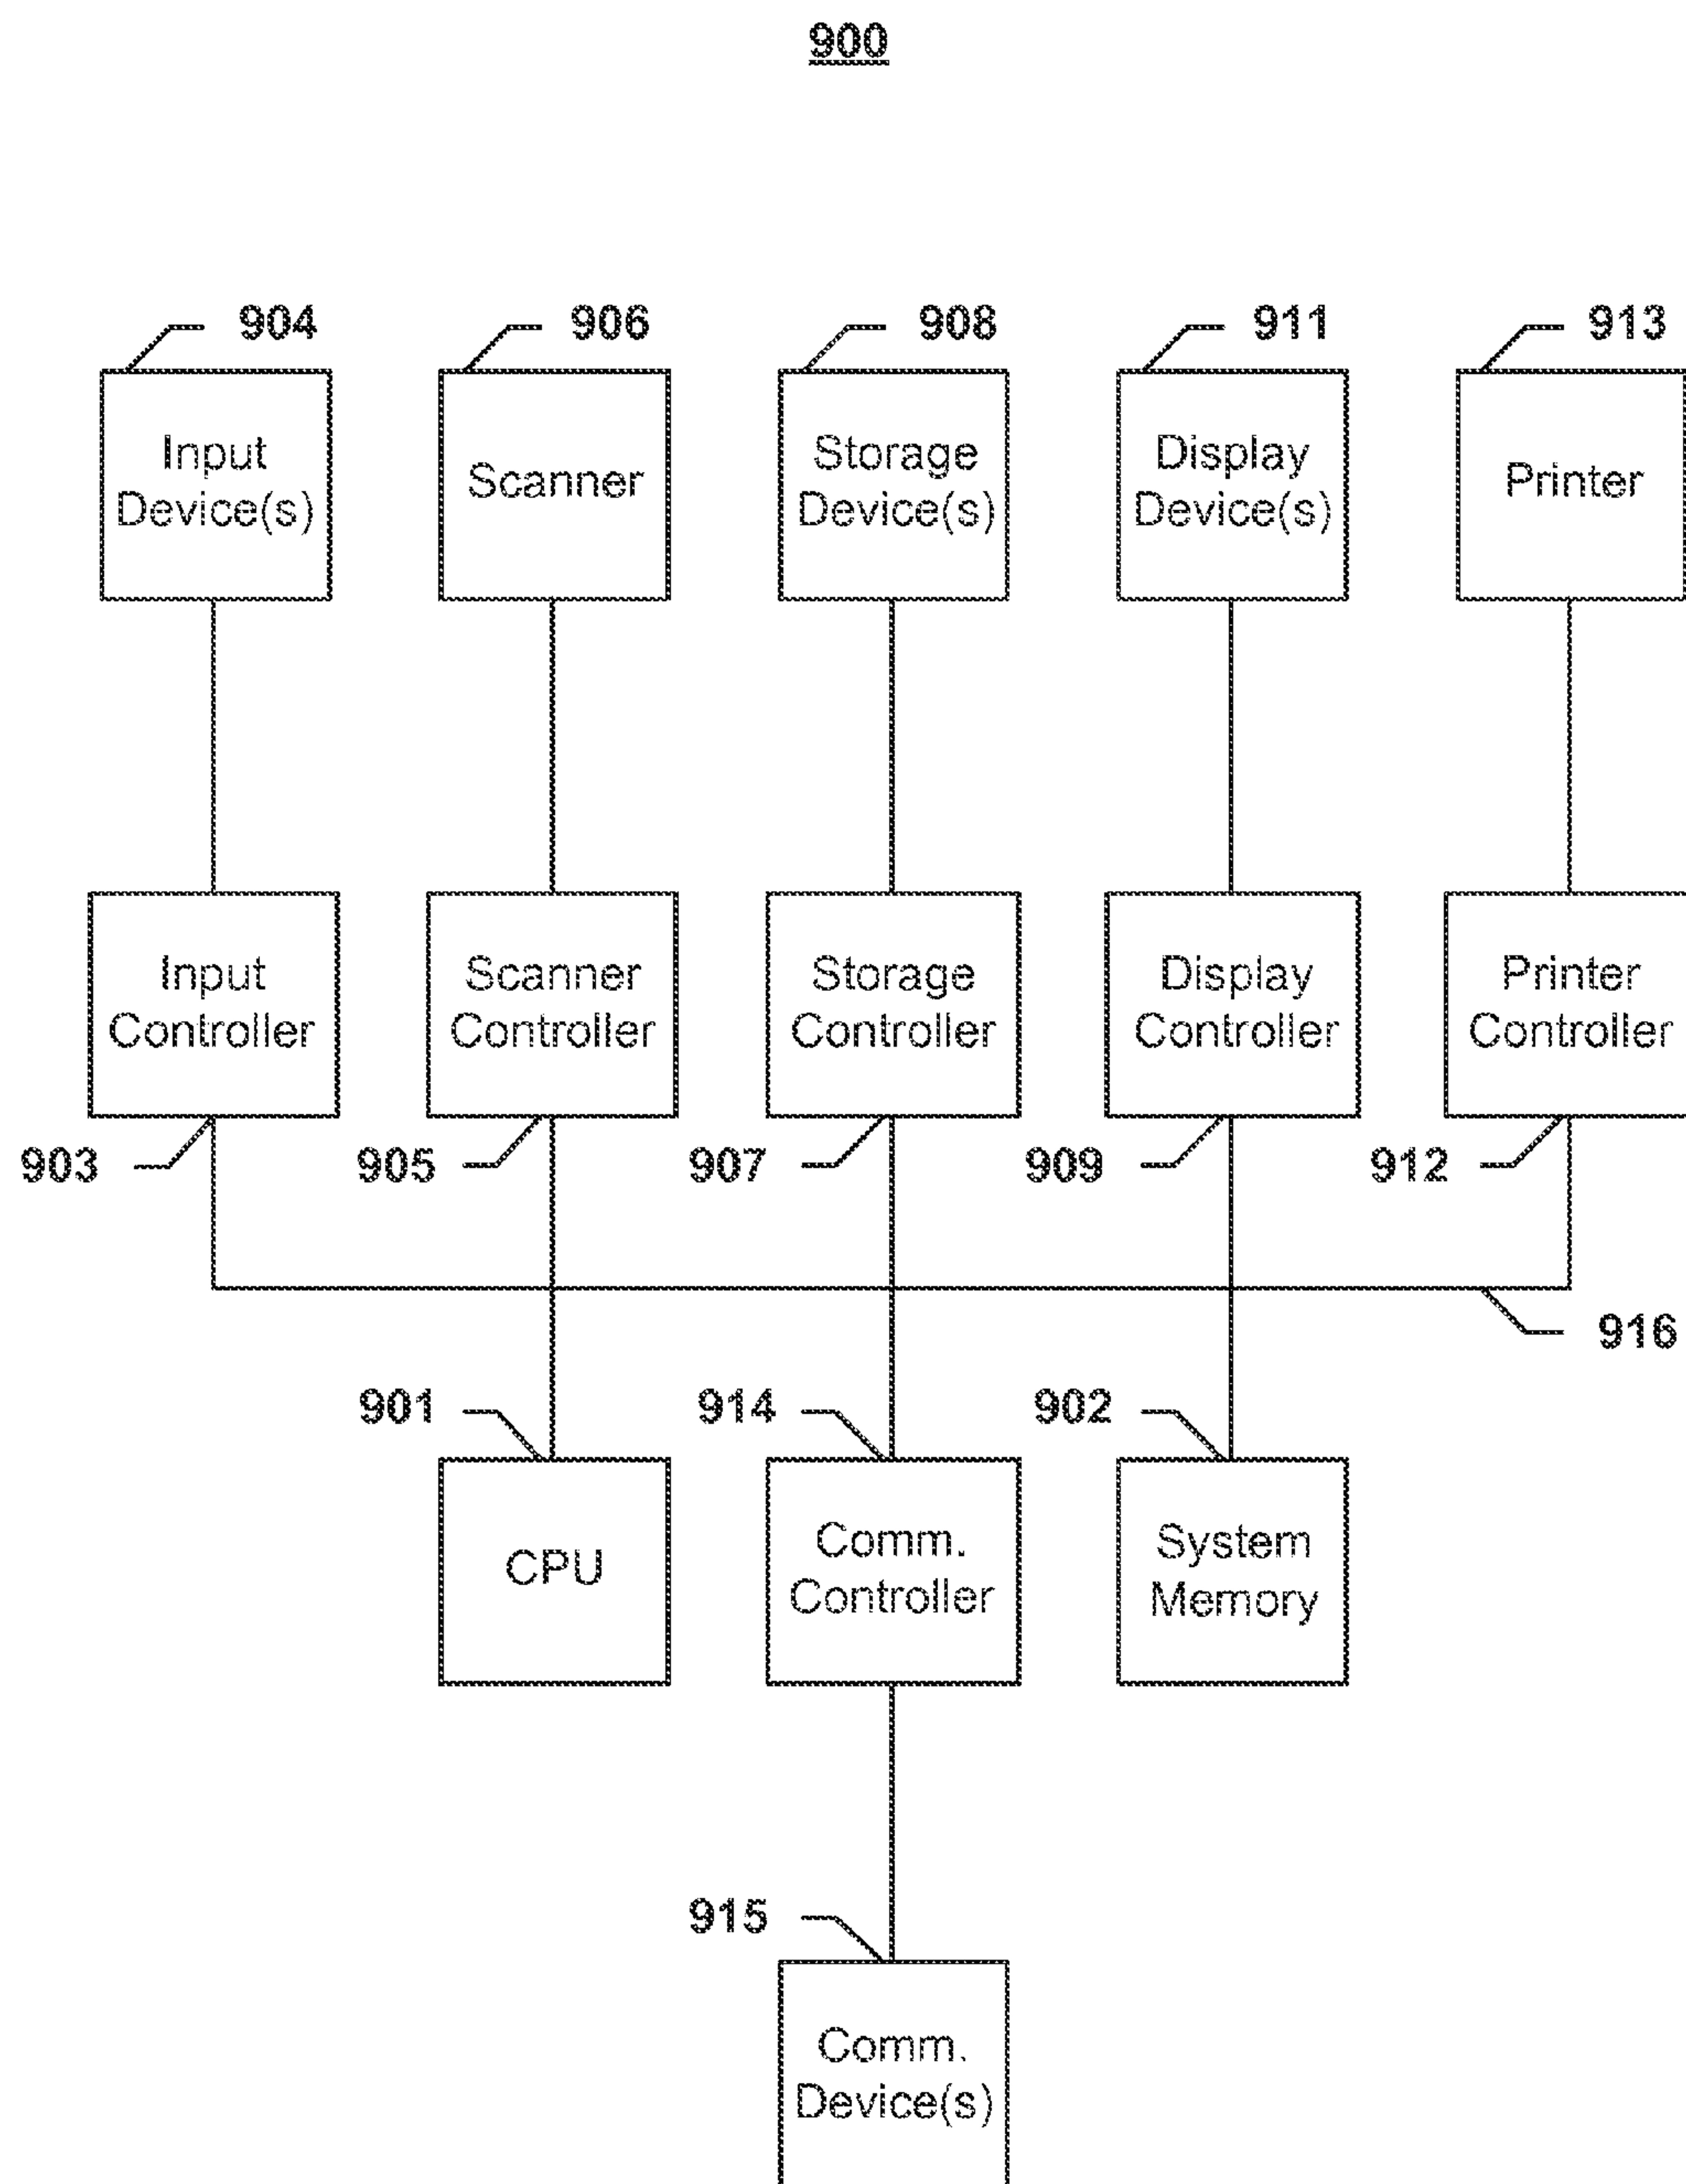 900
904
906
908
911
913
Input
Device(s)
Scanner
Storage
Device(s)
Display
Device(s)
Printer
Input
Controller
Scanner
Controller
Storage
Controller
Display
Controller
Printer
Controller
903
905
907
909
912
916
901
914
902
CPU
Comm.
Controller
System
Memory
915
Comm.
Device(s)